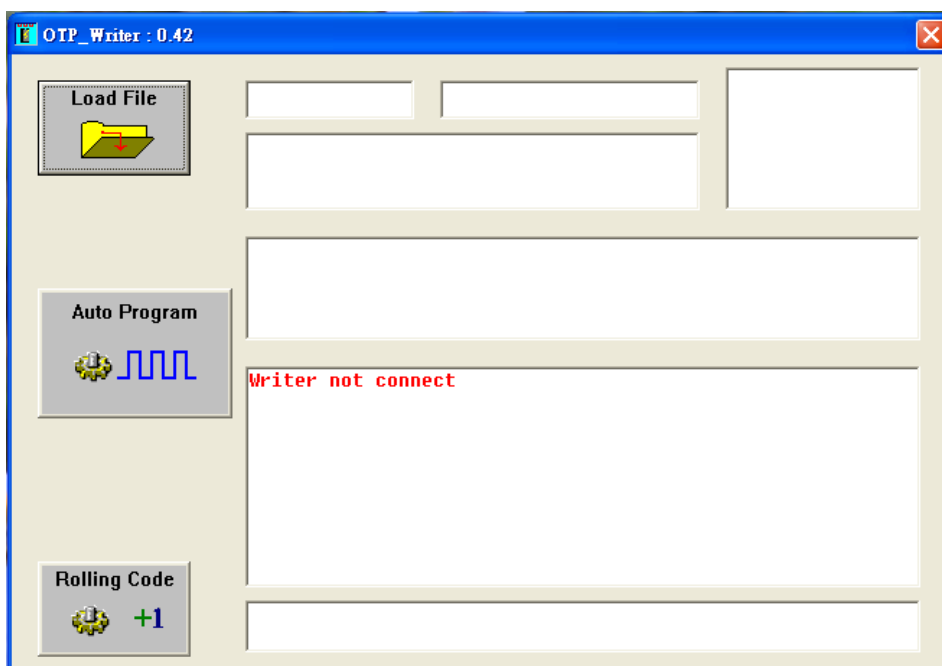 OTP_Writer : 0.42
Load File
Auto Program
Writer not connect
Rolling Code
+1